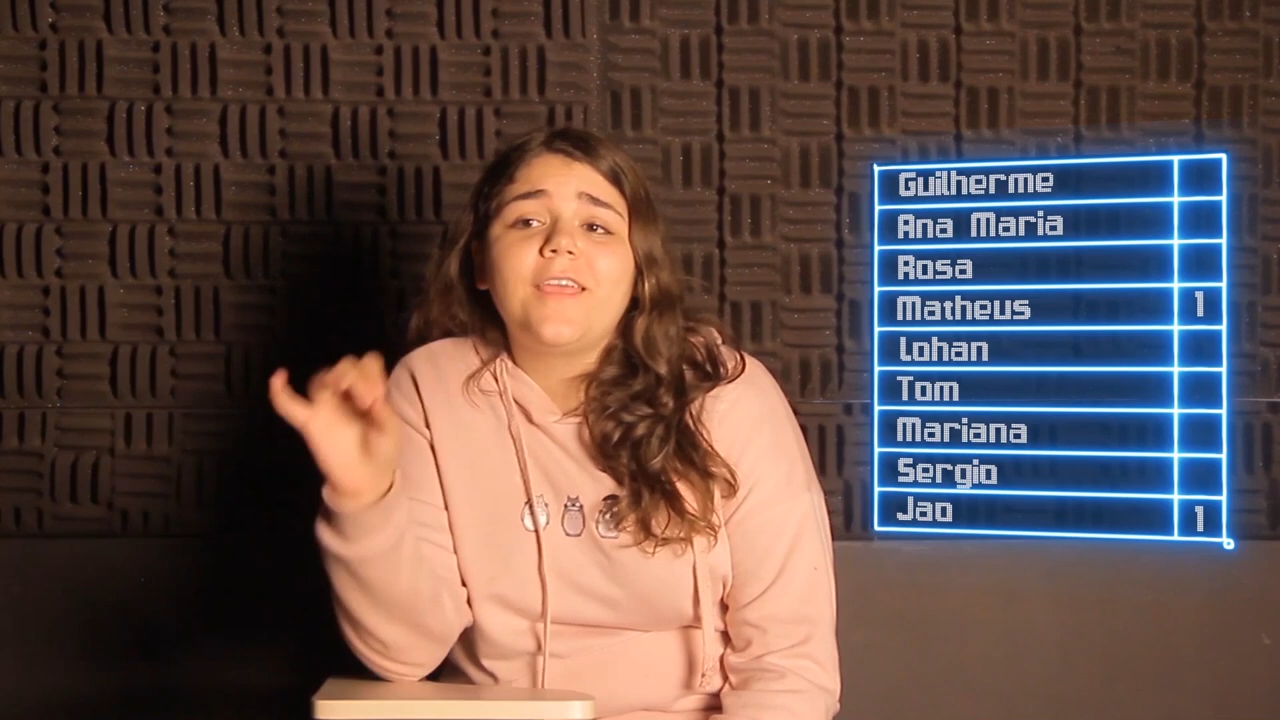 Guilherme
Ana Maria
Rosa
Matheus 1
Lohan
Tom
Mariana
Sergio
Jao 1